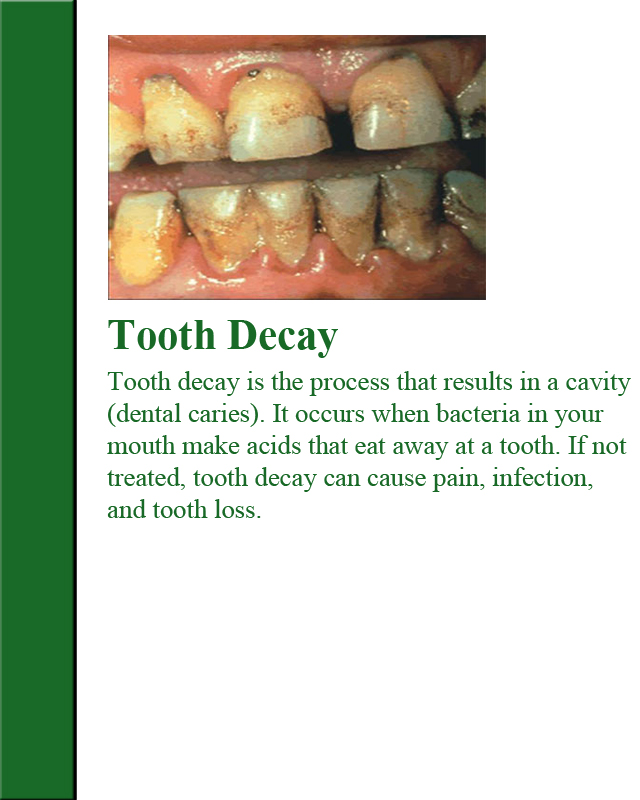 Tooth Decay
Tooth decay is the process that results in a cavity
(dental caries). It occurs when bacteria in your
mouth make acids that eat away at a tooth. If not
treated, tooth decay can cause pain, infection,
and tooth loss.